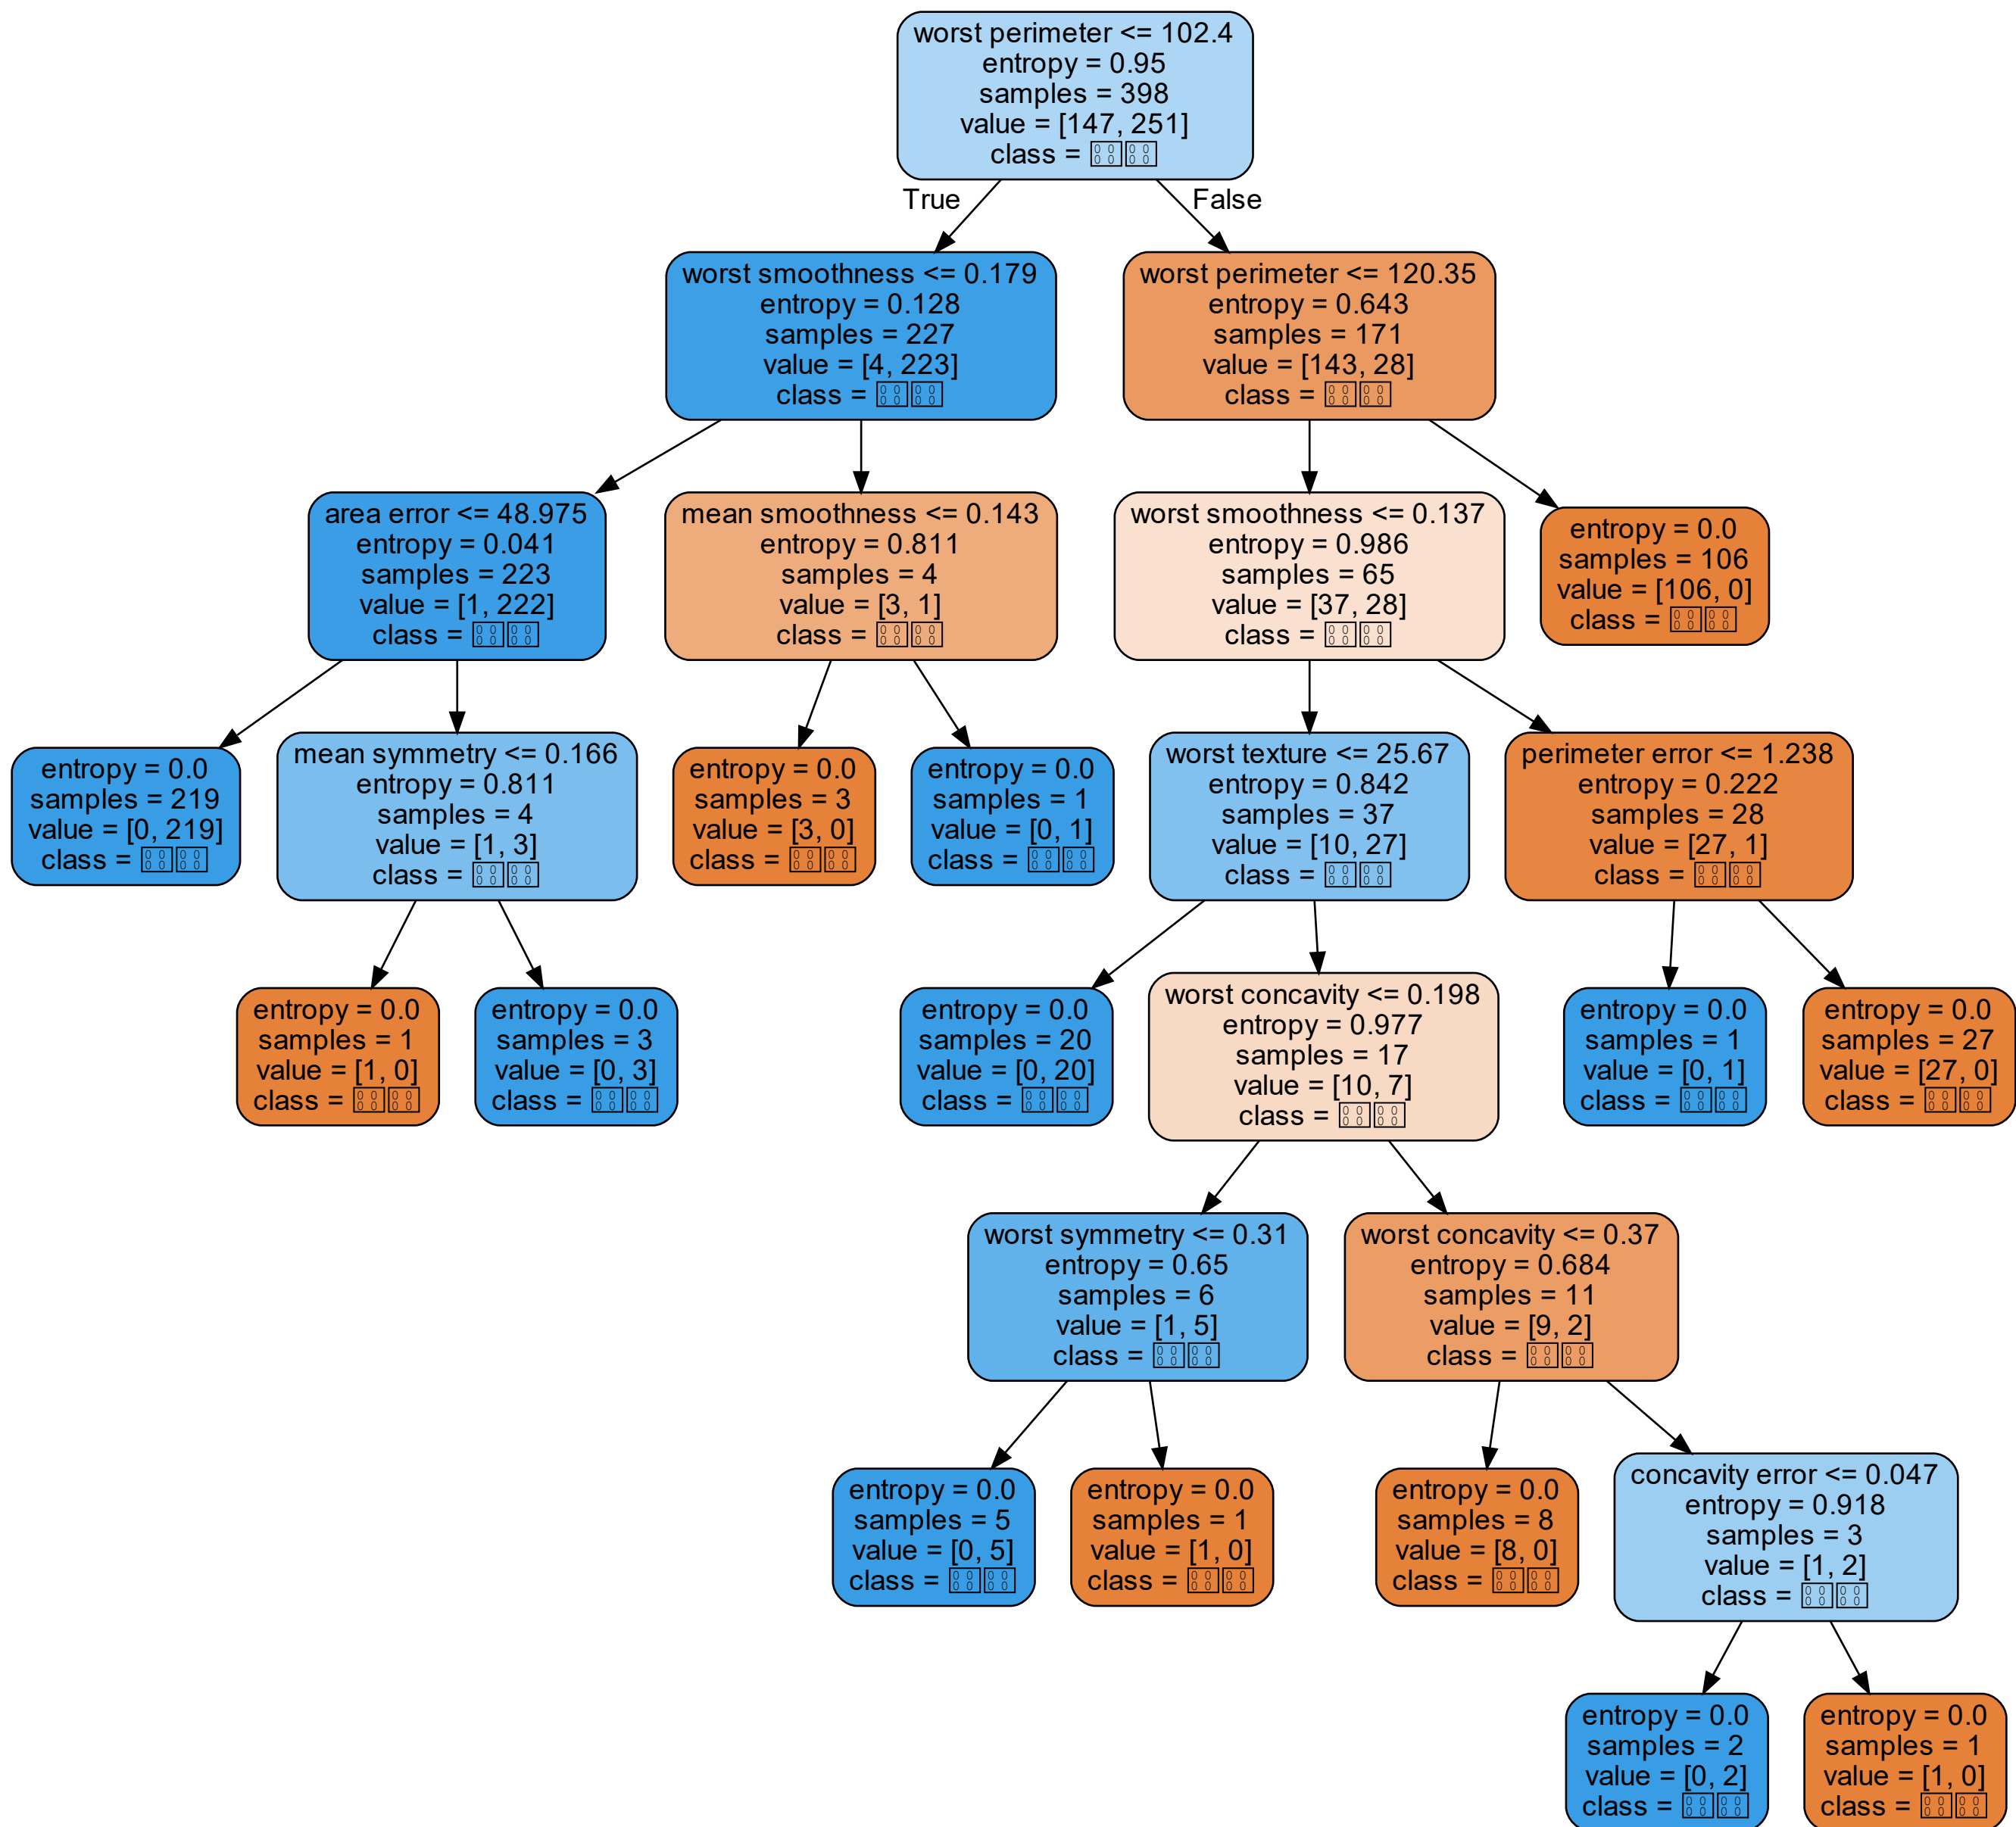 worst perimeter <= 102.4
entropy = 0.95
samples = 398
value = [147, 251]
class =
True
False
worst smoothness <= 0.179
entropy = 0.128
samples = 227
value = [4, 223]
class =
worst perimeter <= 120.35
entropy = 0.643
samples = 171
value = [143, 28]
class =
area error <= 48.975
entropy = 0.041
samples = 223
value = [1, 222]
class =
mean smoothness <= 0.143
entropy = 0.811
samples = 4
value = [3, 1]
class =
worst smoothness <= 0.137
entropy = 0.986
samples = 65
value = [37, 28]
class =
entropy = 0.0
samples = 106
value = [106, 0]
class =
entropy = 0.0
samples = 219
value = [0, 219]
class =
mean symmetry <= 0.166
entropy = 0.811
samples = 4
value = [1, 3]
class =
entropy = 0.0
samples = 3
value = [3, 0]
class =
entropy = 0.0
samples = 1
value = [0, 1]
class =
worst texture <= 25.67
entropy = 0.842
samples = 37
value = [10, 27]
class =
perimeter error <= 1.238
entropy = 0.222
samples = 28
value = [27, 1]
class =
entropy = 0.0
samples = 1
value = [1, 0]
class =
entropy = 0.0
samples = 3
value = [0, 3]
class =
entropy = 0.0
samples = 20
value = [0, 20]
class =
worst concavity <= 0.198
entropy = 0.977
samples = 17
value = [10, 7]
class =
entropy = 0.0
samples = 1
value = [0, 1]
class =
entropy = 0.0
samples = 27
value = [27, 0]
class =
worst symmetry <= 0.31
entropy = 0.65
samples = 6
value = [1, 5]
class =
worst concavity <= 0.37
entropy = 0.684
samples = 11
value = [9, 2]
class =
entropy = 0.0
samples = 5
value = [0, 5]
class =
entropy = 0.0
samples = 1
value = [1, 0]
class =
entropy = 0.0
samples = 8
value = [8, 0]
class =
concavity error <= 0.047
entropy = 0.918
samples = 3
value = [1, 2]
class =
entropy = 0.0
samples = 2
value = [0, 2]
class =
entropy = 0.0
samples = 1
value = [1, 0]
class =